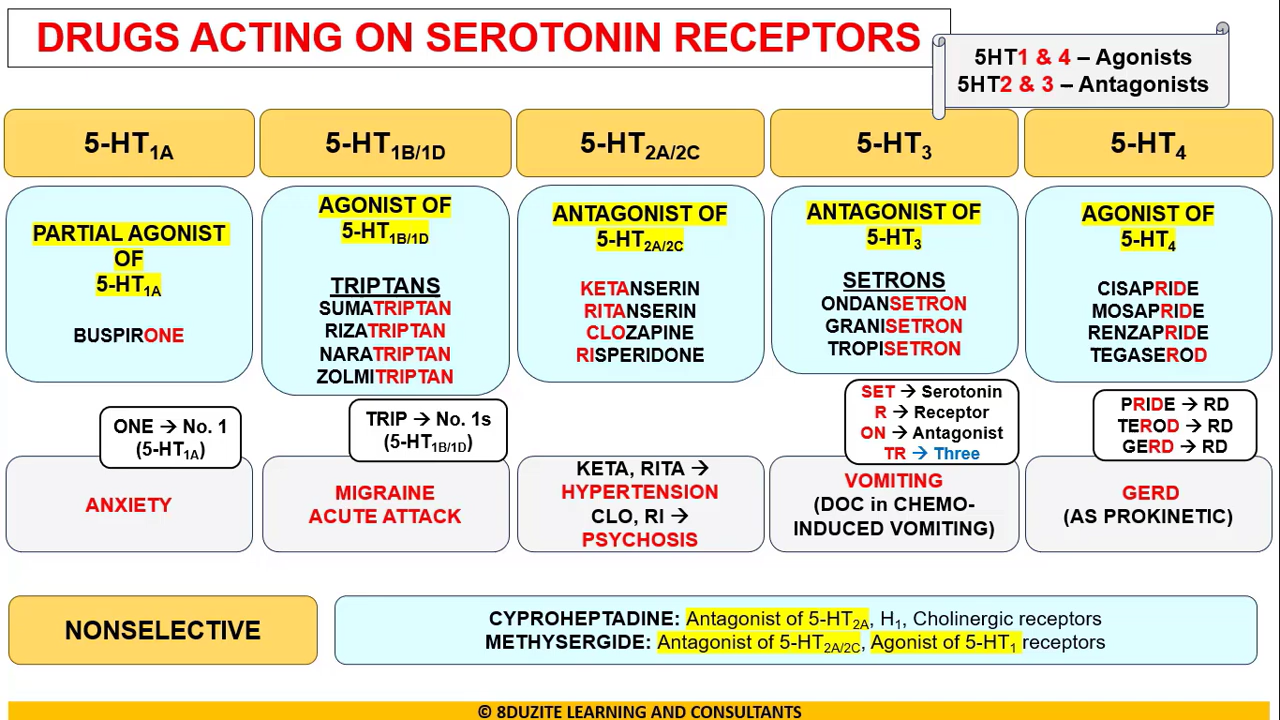 DRUGS ACTING ON SEROTONIN RECEPTORS
5HT1 & 4 – Agonists
5HT2 & 3 – Antagonists
5-HT1A
PARTIAL AGONIST
OF
5-HT1A
BUSPIRONE
ONE → No. 1
(5-HT1A)
ANXIETY
5-HT1B/1D
AGONIST OF
5-HT1B/1D
TRIPTANS
SUMATRIPTAN
RIZATRIPTAN
NARATRIPTAN
ZOLMITRIPTAN
TRIP → No. 1s
(5-HT1B/1D)
MIGRAINE
ACUTE ATTACK
5-HT2A/2C
ANTAGONIST OF
5-HT2A/2C
KETANSERIN
RITANSERIN
CLOZAPINE
RISPERIDONE
KETA, RITA →
HYPERTENSION
CLO, RI →
PSYCHOSIS
5-HT3
ANTAGONIST OF
5-HT3
SETRONS
ONDANSETRON
GRANISETRON
TROPISETRON
SET → Serotonin
R → Receptor
ON → Antagonist
TR → Three
VOMITING
(DOC in CHEMO-
INDUCED VOMITING)
5-HT4
AGONIST OF
5-HT4
CISAPRIDE
MOSAPRIDE
RENZAPRIDE
TEGASEROD
PRIDE → RD
TEROD → RD
GERD → RD
GERD
(AS PROKINETIC)
NONSELECTIVE
CYPROHEPTADINE: Antagonist of 5-HT2A, H1, Cholinergic receptors
METHYSERGIDE: Antagonist of 5-HT2A/2C, Agonist of 5-HT1 receptors
© 8DUZITE LEARNING AND CONSULTANTS